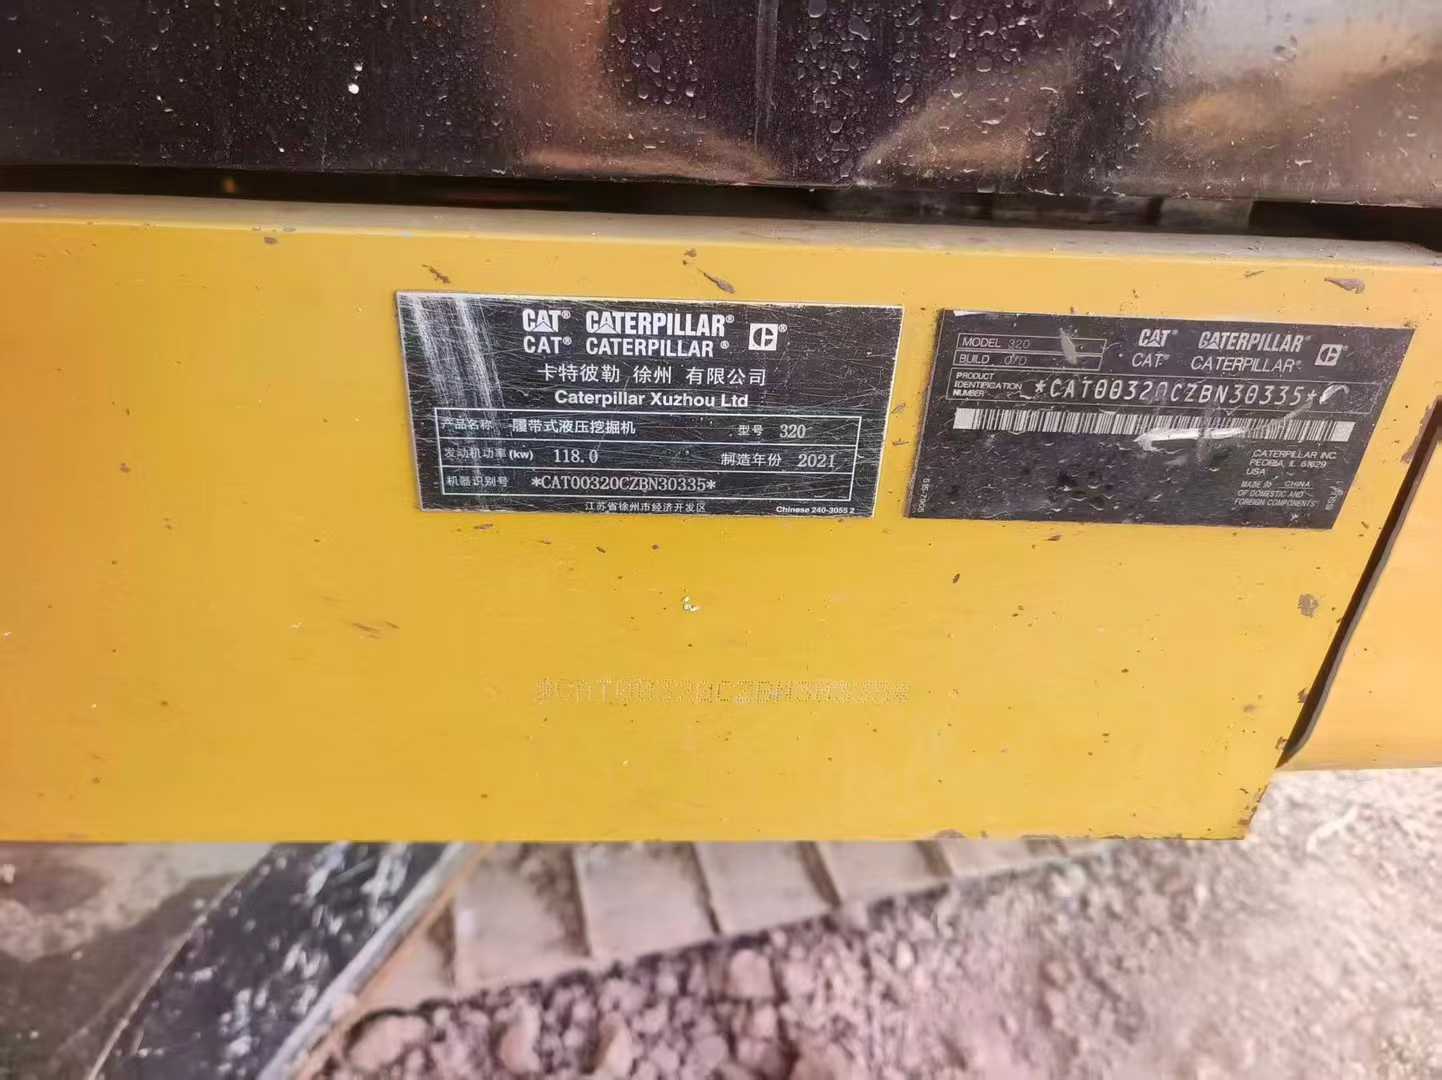 CAT® CATERPILLAR®
CAT® CATERPILLAR®
卡特彼勒 徐州 有限公司
Caterpillar Xuzhou Ltd
产品名称 履带式液压挖掘机 型号 320
发动机功率(kw) 118.0 制造年份 2021
机器识别号 *CAT00320CZBN30335*
江苏省徐州市经济开发区 Chinese 240-3055 2
MODEL 320
BUILD 07D
CAT® CATERPILLAR®
CAT® CATERPILLAR®
PRODUCT
IDENTIFICATION
NUMBER
*CAT00320CZBN30335*
CATERPILLAR INC.
PEORIA, IL 61629
USA
MADE IN CHINA
OF DOMESTIC AND
FOREIGN COMPONENTS